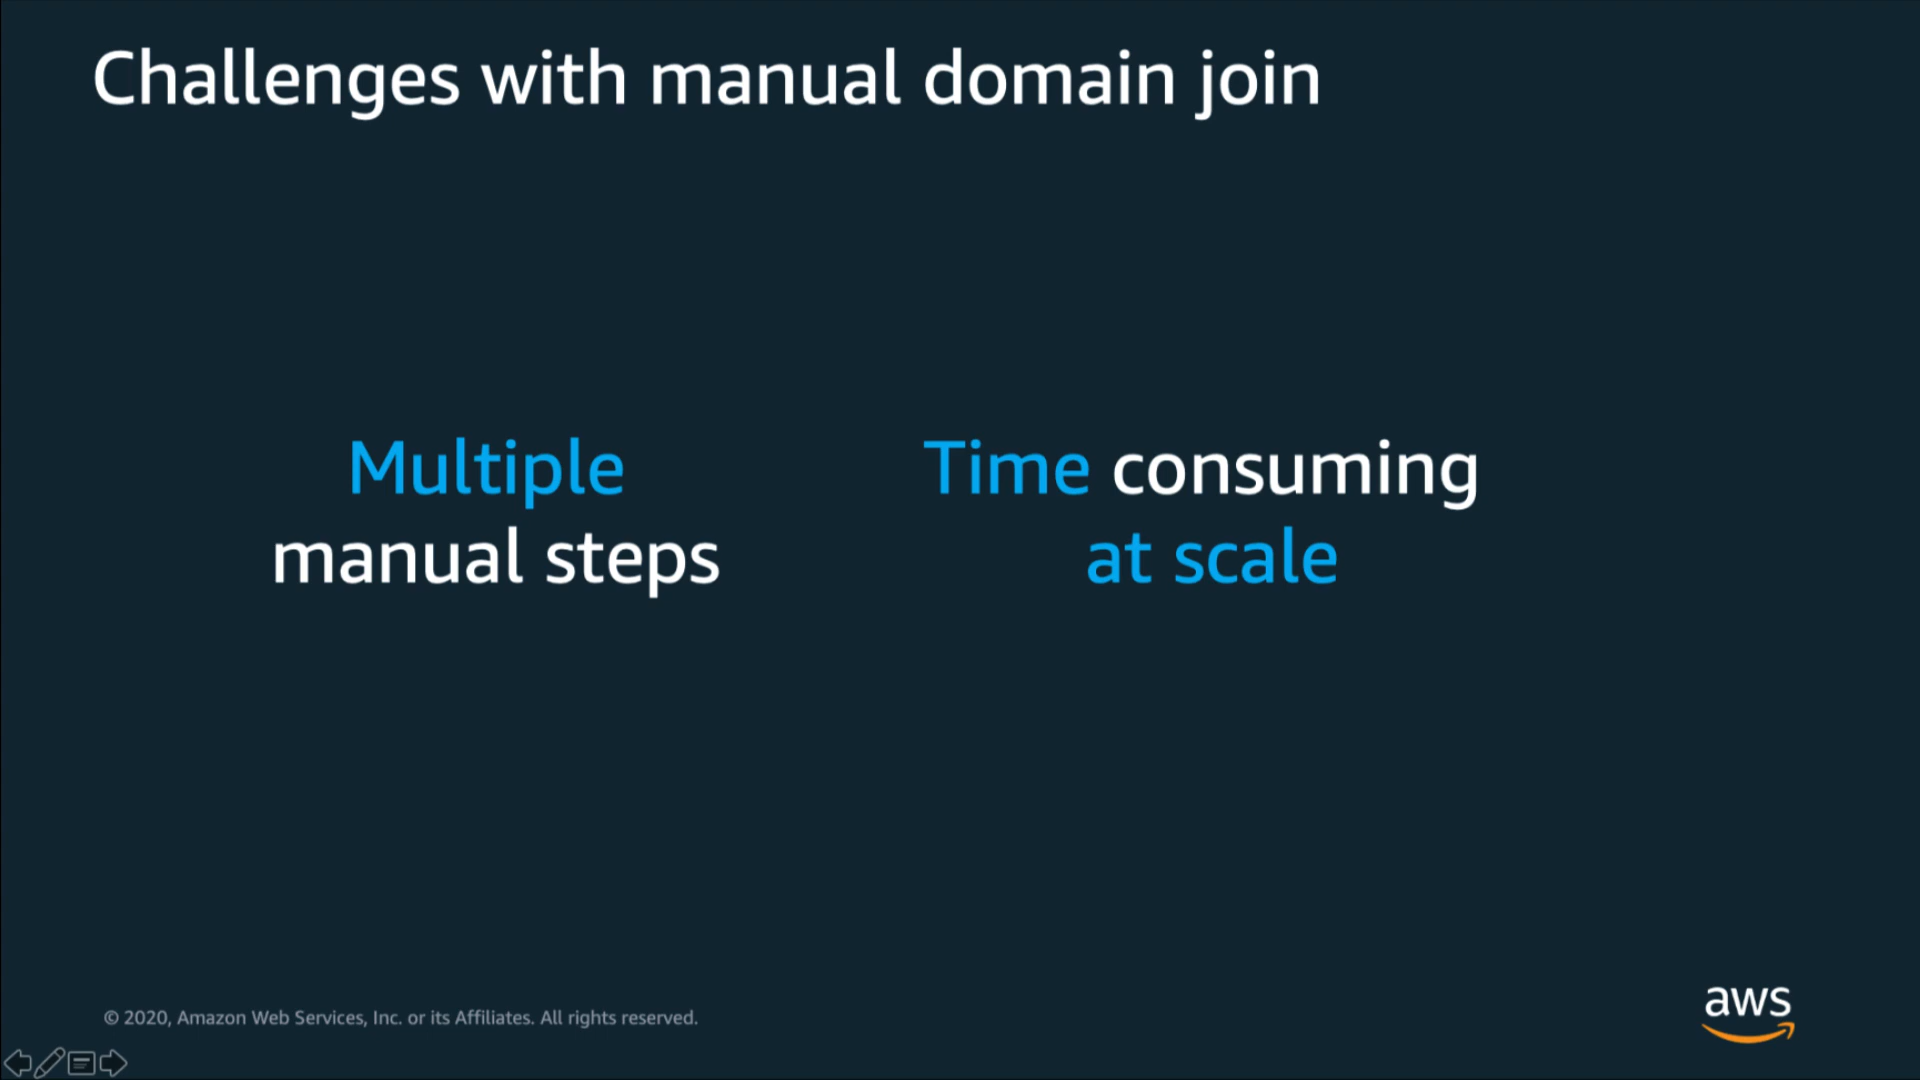 Challenges with manual domain join
Multiple
manual steps
Time consuming
at scale
© 2020, Amazon Web Services, Inc. or its Affiliates. All rights reserved.
aws